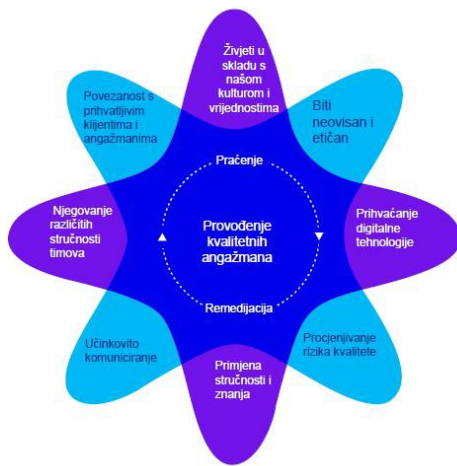 Živjeti u
skladu s
našom
kulturom i
vrijednostima
Povezanost s
prihvatljivim
klijentima i
angažmanima
Biti
neovisan i
etičan
Praćenje
Njegovanje
različitih
stručnosti
timova
Provođenje
kvalitetnih
angažmana
Prihvaćanje
digitalne
tehnologije
Remedijacija
Učinkovito
komuniciranje
Procjenjivanje
rizika kvalitete
Primjena
stručnosti i
znanja